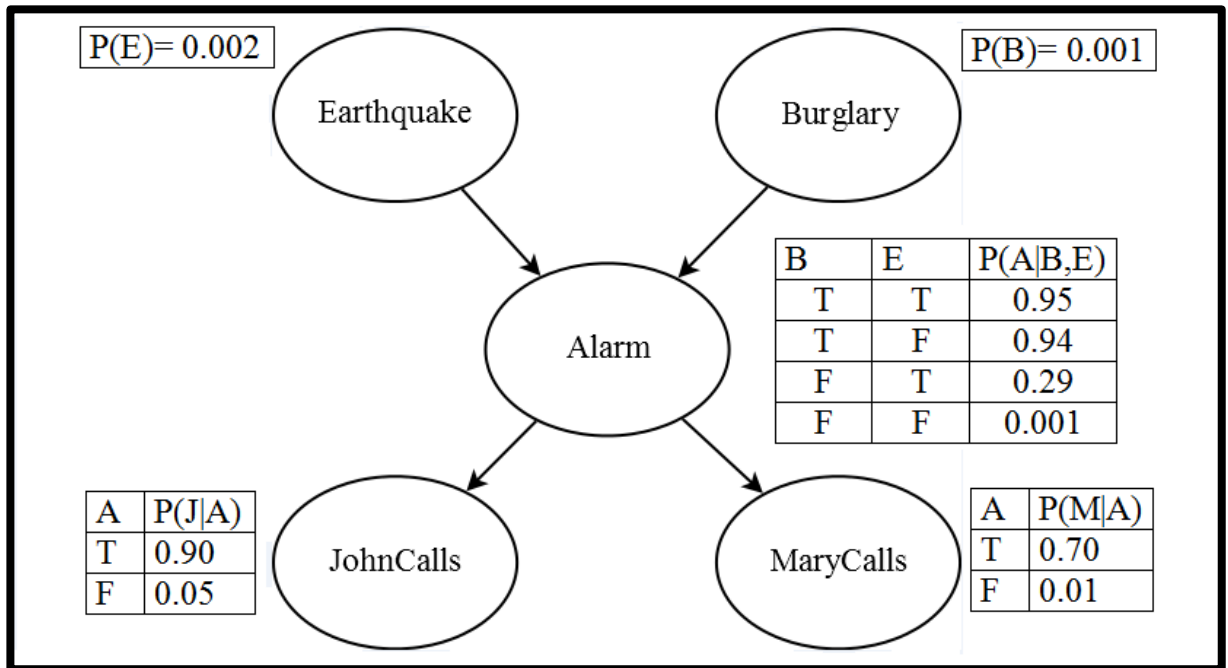 P(E)= 0.002
P(B)= 0.001
Earthquake
Burglary
B E P(A|B,E)
T T 0.95
T F 0.94
F T 0.29
F F 0.001
Alarm
A P(J|A)
T 0.90
F 0.05
JohnCalls
MaryCalls
A P(M|A)
T 0.70
F 0.01